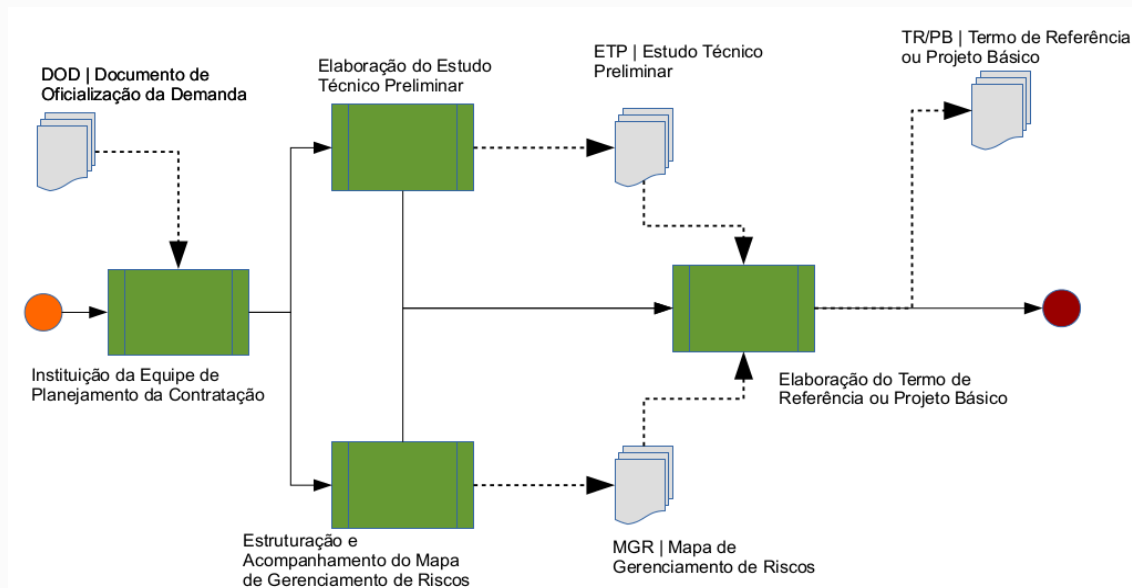 DOD | Documento de
Oficialização da Demanda
Elaboração do Estudo
Técnico Preliminar
ETP | Estudo Técnico
Preliminar
TR/PB | Termo de Referência
ou Projeto Básico
Instituição da Equipe de
Planejamento da Contratação
Elaboração do Termo de
Referência ou Projeto Básico
Estruturação e
Acompanhamento do Mapa
de Gerenciamento de Riscos
MGR | Mapa de
Gerenciamento de Riscos